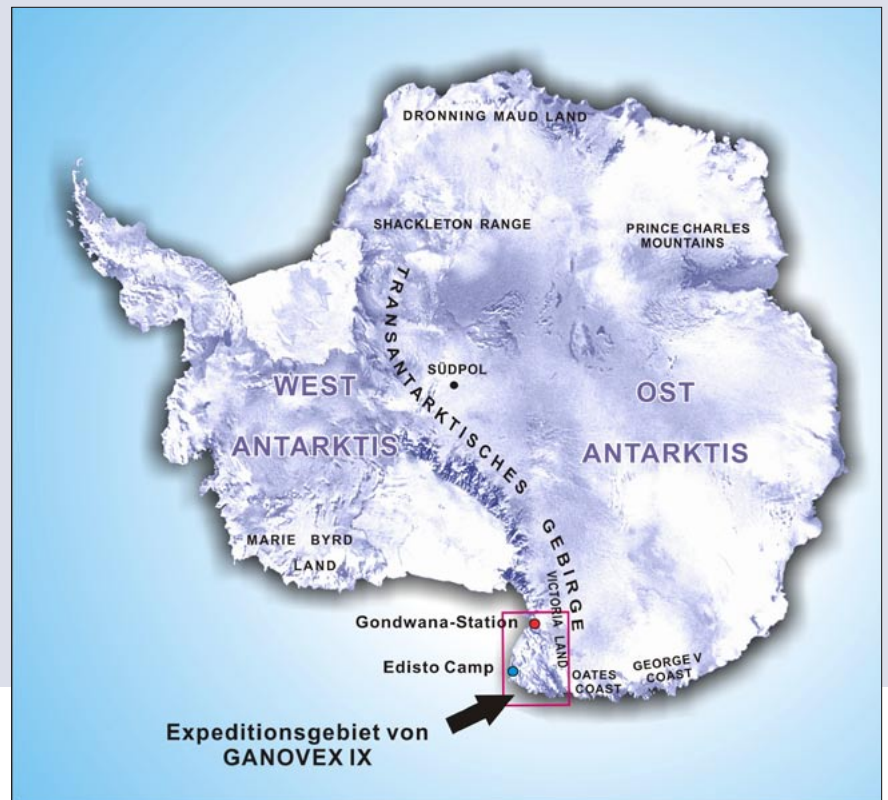 DRONNING MAUD LAND
SHACKLETON RANGE
PRINCE CHARLES
MOUNTAINS
TRANSANTARKTISCHES
GEBIRGE
SÜDPOL
WEST
ANTARKTIS
OST
ANTARKTIS
MARIE BYRD
LAND
VICTORIA LAND
Gondwana-Station
Edisto Camp
OATES
COAST
GEORGE V
COAST
Expeditionsgebiet von
GANOVEX IX